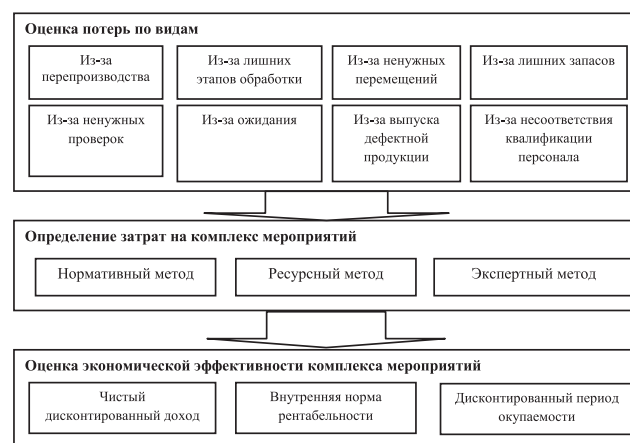 Оценка потерь по видам
Из-за
перепроизводства
Из-за лишних
этапов обработки
Из-за ненужных
перемещений
Из-за лишних запасов
Из-за ненужных
проверок
Из-за ожидания
Из-за выпуска
дефектной
продукции
Из-за несоответствия
квалификации
персонала
Определение затрат на комплекс мероприятий
Нормативный метод
Ресурсный метод
Экспертный метод
Оценка экономической эффективности комплекса мероприятий
Чистый
дисконтированный доход
Внутренняя норма
рентабельности
Дисконтированный период
окупаемости